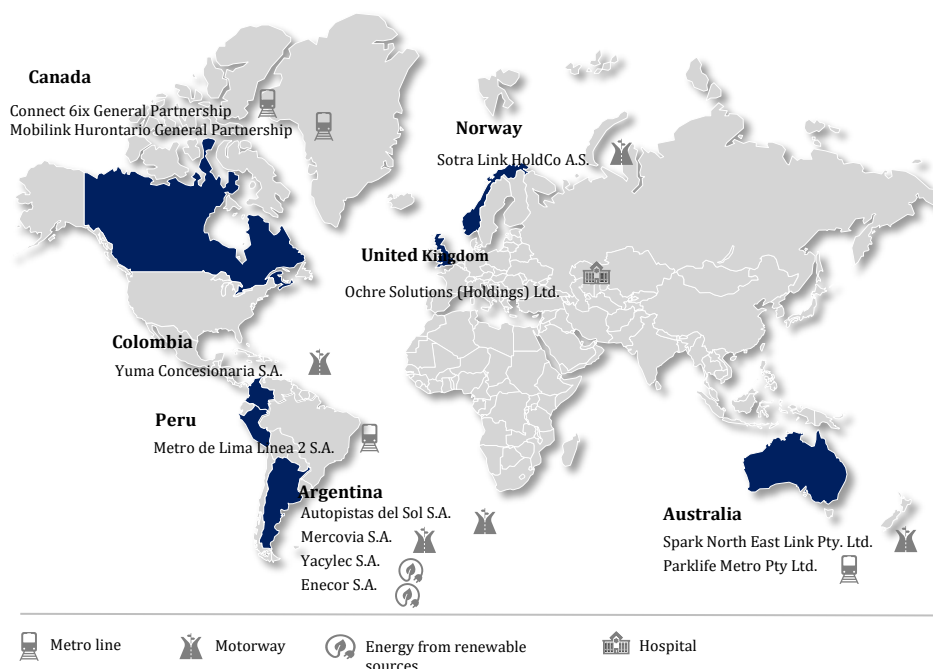 Canada
Connect 6ix General Partnership
Mobilink Hurontario General Partnership
Norway
Sotra Link HoldCo A.S.
United Kingdom
Ochre Solutions (Holdings) Ltd.
Colombia
Yuma Concesionaria S.A.
Peru
Metro de Lima Linea 2 S.A.
Argentina
Autopistas del Sol S.A.
Mercovia S.A.
Yacylec S.A.
Enecor S.A.
Australia
Spark North East Link Pty. Ltd.
Parklife Metro Pty Ltd.
Metro line
Motorway
Energy from renewable
sources
Hospital